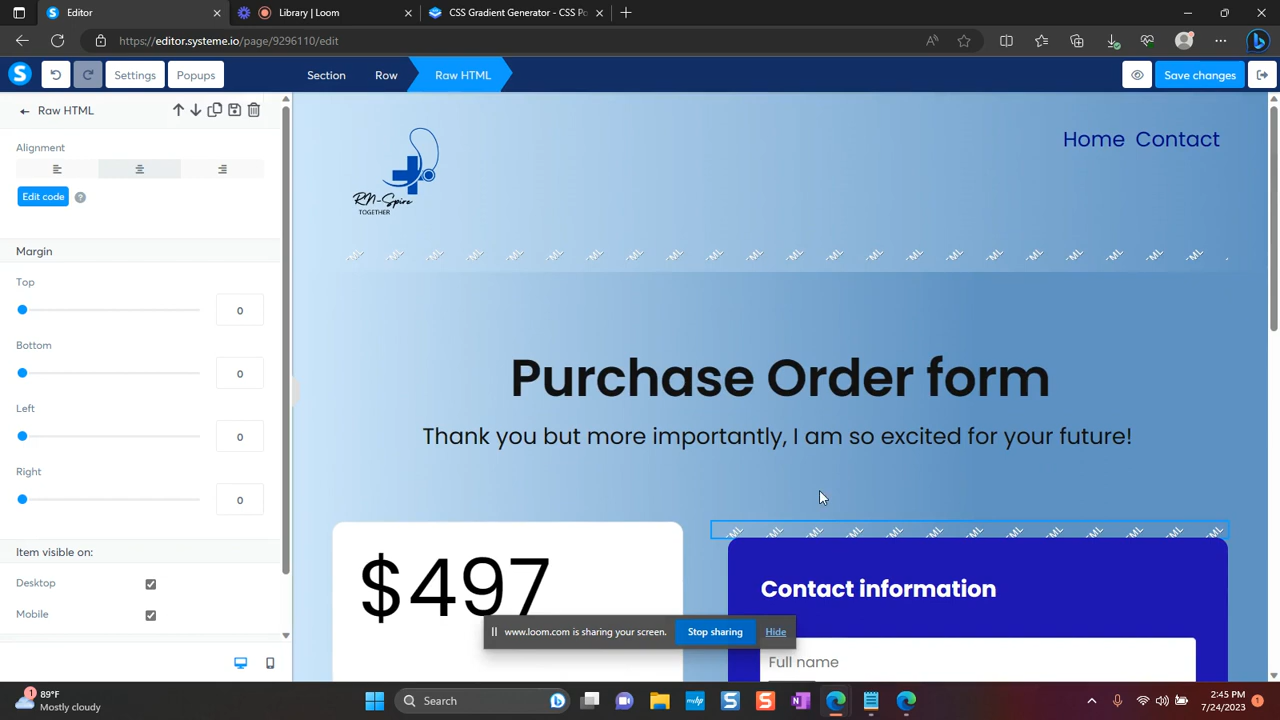 Editor
Library | Loom
CSS Gradient Generator - CSS Po
https://editor.systeme.io/page/9296110/edit
Settings
Popups
Section
Row
Raw HTML
Save changes
Raw HTML
Alignment
Edit code
Margin
Top
0
Bottom
0
Left
0
Right
0
Item visible on:
Desktop
Mobile
RN-Spire
TOGETHER
Home Contact
Purchase Order form
Thank you but more importantly, I am so excited for your future!
$497
Contact information
Full name
www.loom.com is sharing your screen.
Stop sharing
Hide
1
89°F
Mostly cloudy
Search
2:45 PM
7/24/2023
1